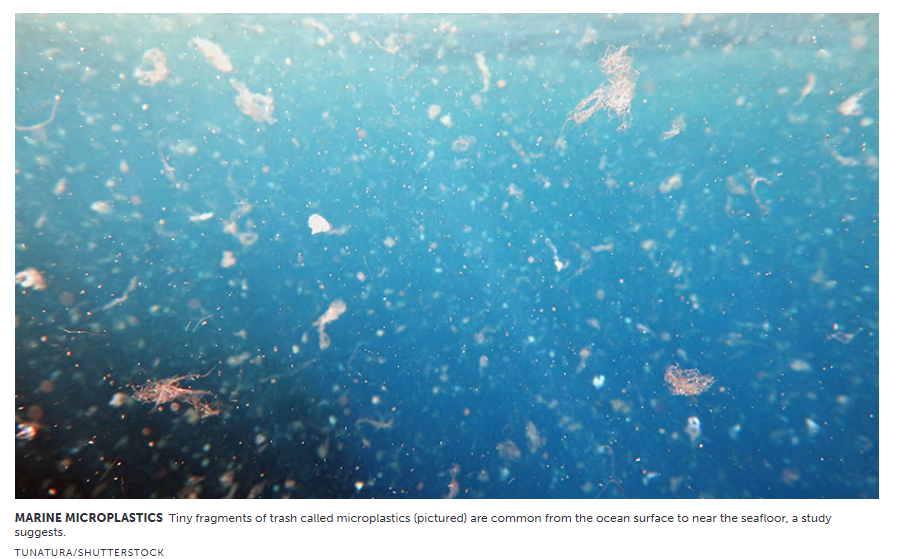 MARINE MICROPLASTICS Tiny fragments of trash called microplastics (pictured) are common from the ocean surface to near the seafloor, a study
suggests.
TUNATURA/SHUTTERSTOCK